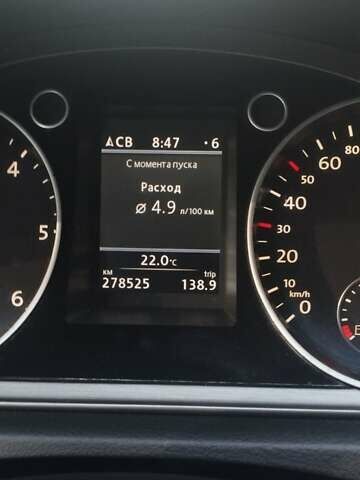 СВ 8:47 •6
С момента пуска
Расход
⌀ 4.9 л/100 км
22.0°C
км trip
278525 138.9
4
5
6
80
60
50
40
30
20
10
km/h
0